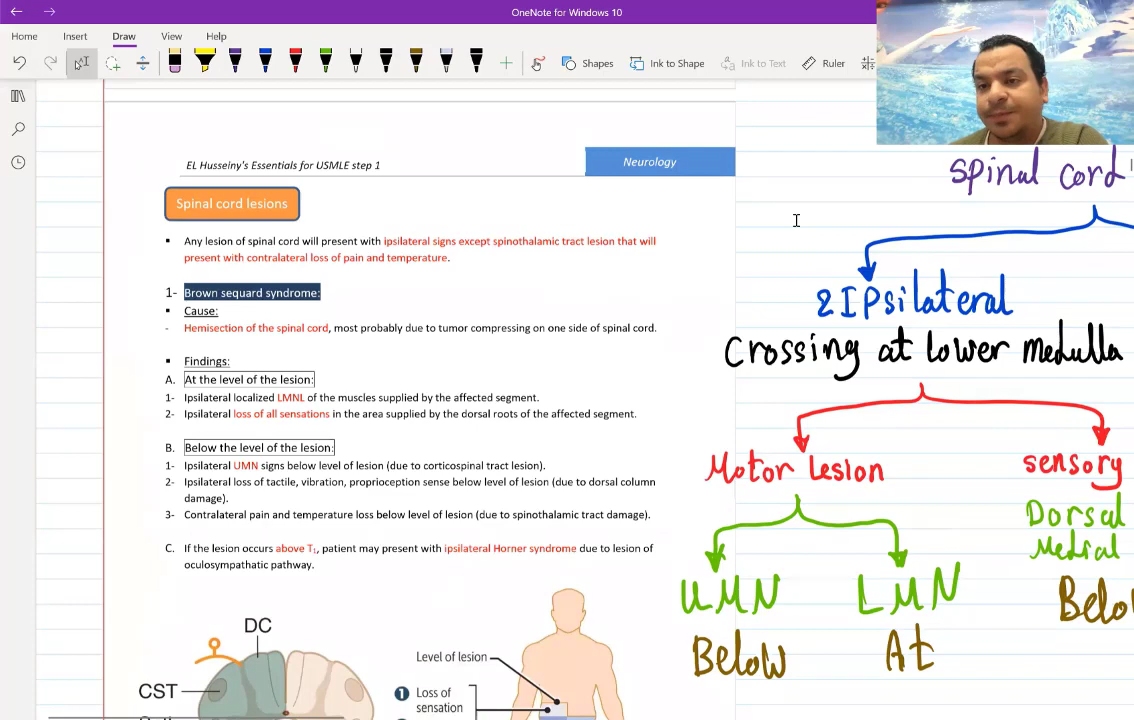 OneNote for Windows 10
Home Insert Draw View Help
Shapes Ink to Shape Ink to Text Ruler
EL Husseiny's Essentials for USMLE step 1
Neurology
Spinal cord lesions
▪ Any lesion of spinal cord will present with ipsilateral signs except spinothalamic tract lesion that will
present with contralateral loss of pain and temperature.
1- Brown sequard syndrome:
▪ Cause:
- Hemisection of the spinal cord, most probably due to tumor compressing on one side of spinal cord.
▪ Findings:
A. At the level of the lesion:
1- Ipsilateral localized LMNL of the muscles supplied by the affected segment.
2- Ipsilateral loss of all sensations in the area supplied by the dorsal roots of the affected segment.
B. Below the level of the lesion:
1- Ipsilateral UMN signs below level of lesion (due to corticospinal tract lesion).
2- Ipsilateral loss of tactile, vibration, proprioception sense below level of lesion (due to dorsal column
damage).
3- Contralateral pain and temperature loss below level of lesion (due to spinothalamic tract damage).
C. If the lesion occurs above T1, patient may present with ipsilateral Horner syndrome due to lesion of
oculosympathatic pathway.
DC
CST
Level of lesion
1 Loss of
sensation
spinal cord
2 Ipsilateral
Crossing at lower medulla
Motor Lesion
sensory
Dorsal
Medial
UMN
LMN
Below
At
Belo